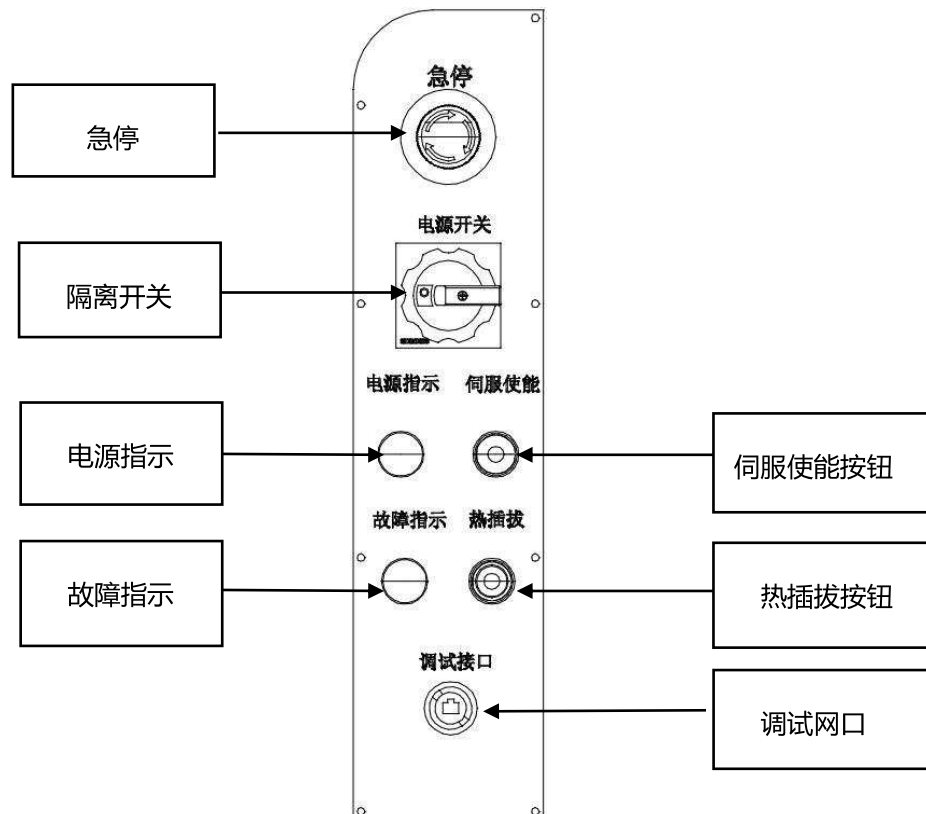 急停
急停
电源开关
隔离开关
电源指示
伺服使能
电源指示
伺服使能按钮
故障指示
热插拔
故障指示
热插拔按钮
调试接口
调试网口